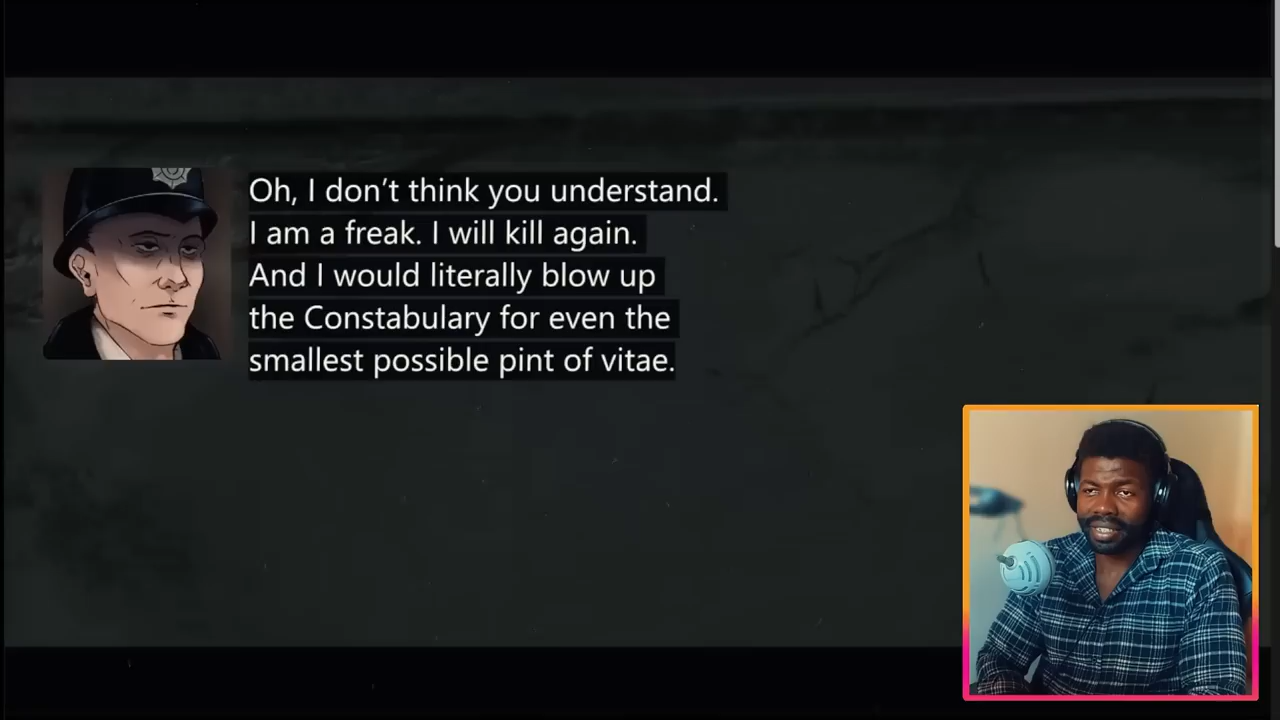 Oh, I don’t think you understand.
I am a freak. I will kill again.
And I would literally blow up
the Constabulary for even the
smallest possible pint of vitae.